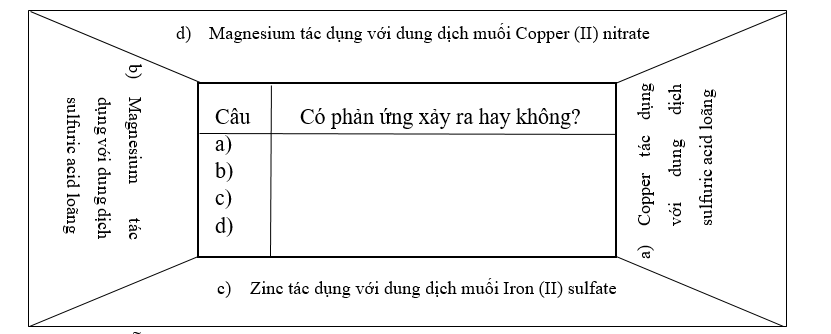 d) Magnesium tác dụng với dung dịch muối Copper (II) nitrate
b) Magnesium tác
dụng với dung dịch
sulfuric acid loãng
Câu Có phản ứng xảy ra hay không?
a)
b)
c)
d)
a) Copper tác dụng
với dung dịch
sulfuric acid loãng
c) Zinc tác dụng với dung dịch muối Iron (II) sulfate